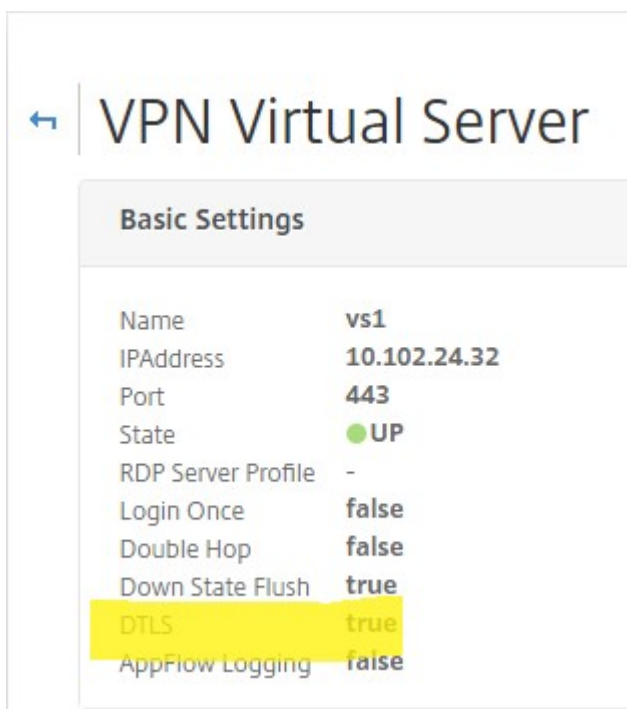 VPN Virtual Server
Basic Settings
Name vs1
IPAddress 10.102.24.32
Port 443
State UP
RDP Server Profile -
Login Once false
Double Hop false
Down State Flush true
DTLS true
AppFlow Logging false